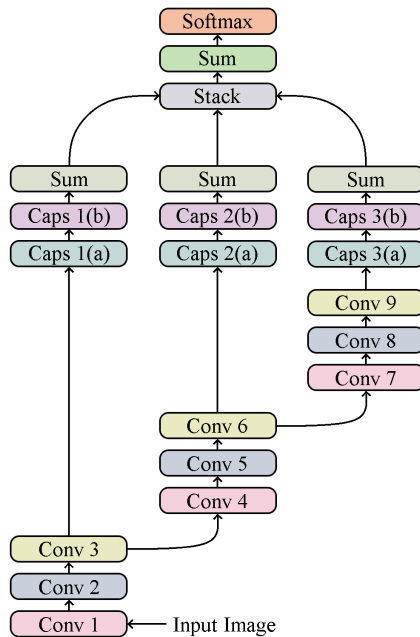 Softmax
Sum
Stack
Sum
Sum
Sum
Caps 1(b)
Caps 2(b)
Caps 3(b)
Caps 1(a)
Caps 2(a)
Caps 3(a)
Conv 9
Conv 8
Conv 7
Conv 6
Conv 5
Conv 4
Conv 3
Conv 2
Conv 1
Input Image